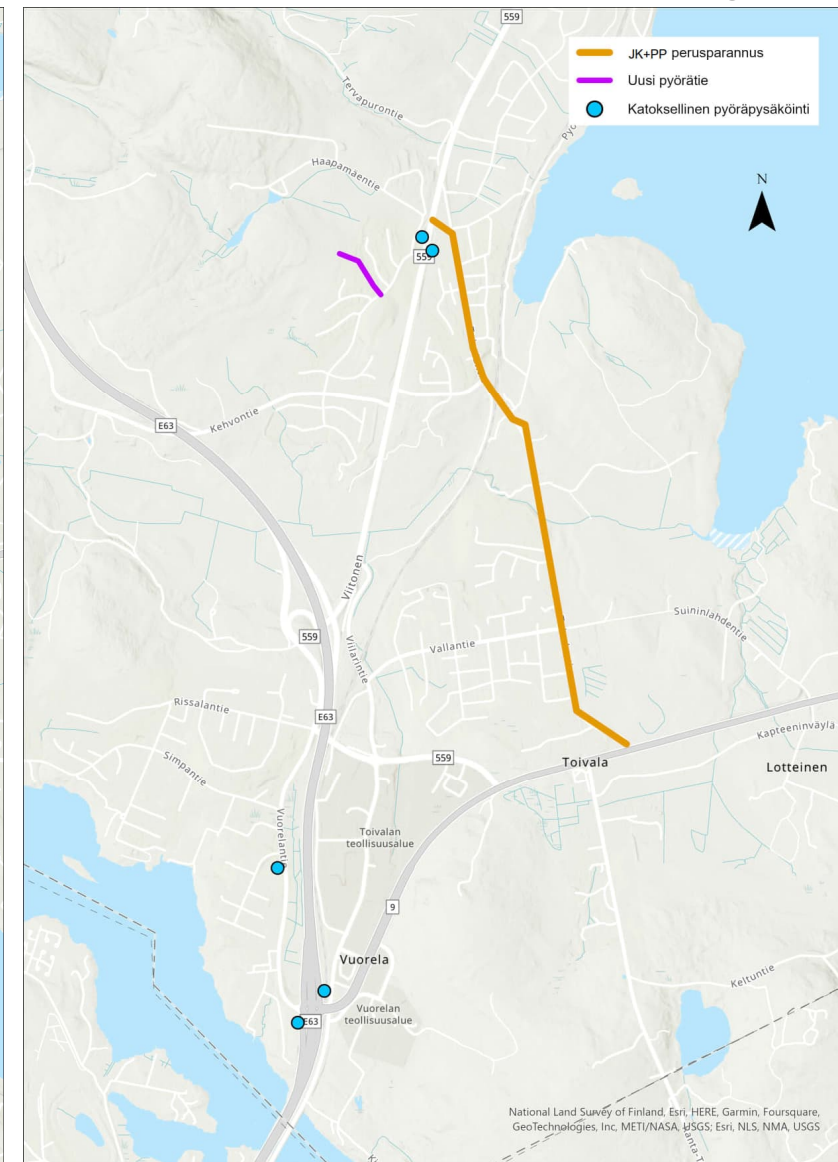 559
JK+PP perusparannus
Uusi pyörätie
Katoksellinen pyöräpysäköinti
Tervapurontie
Haapamäentie
N
559
E63
Kehvontie
Viitonen
559
Viilarintie
Vallantie
Suininlahdentie
Rissalantie
E63
Kapteeninväylä
559
Toivala
Lotteinen
Simpantie
Vuorelantie
Toivalan
teollisuusalue
9
Vuorela
Keltuntie
Vuorelan
teollisuusalue
E63
National Land Survey of Finland, Esri, HERE, Garmin, Foursquare,
GeoTechnologies, Inc, METI/NASA, USGS; Esri, NLS, NMA, USGS